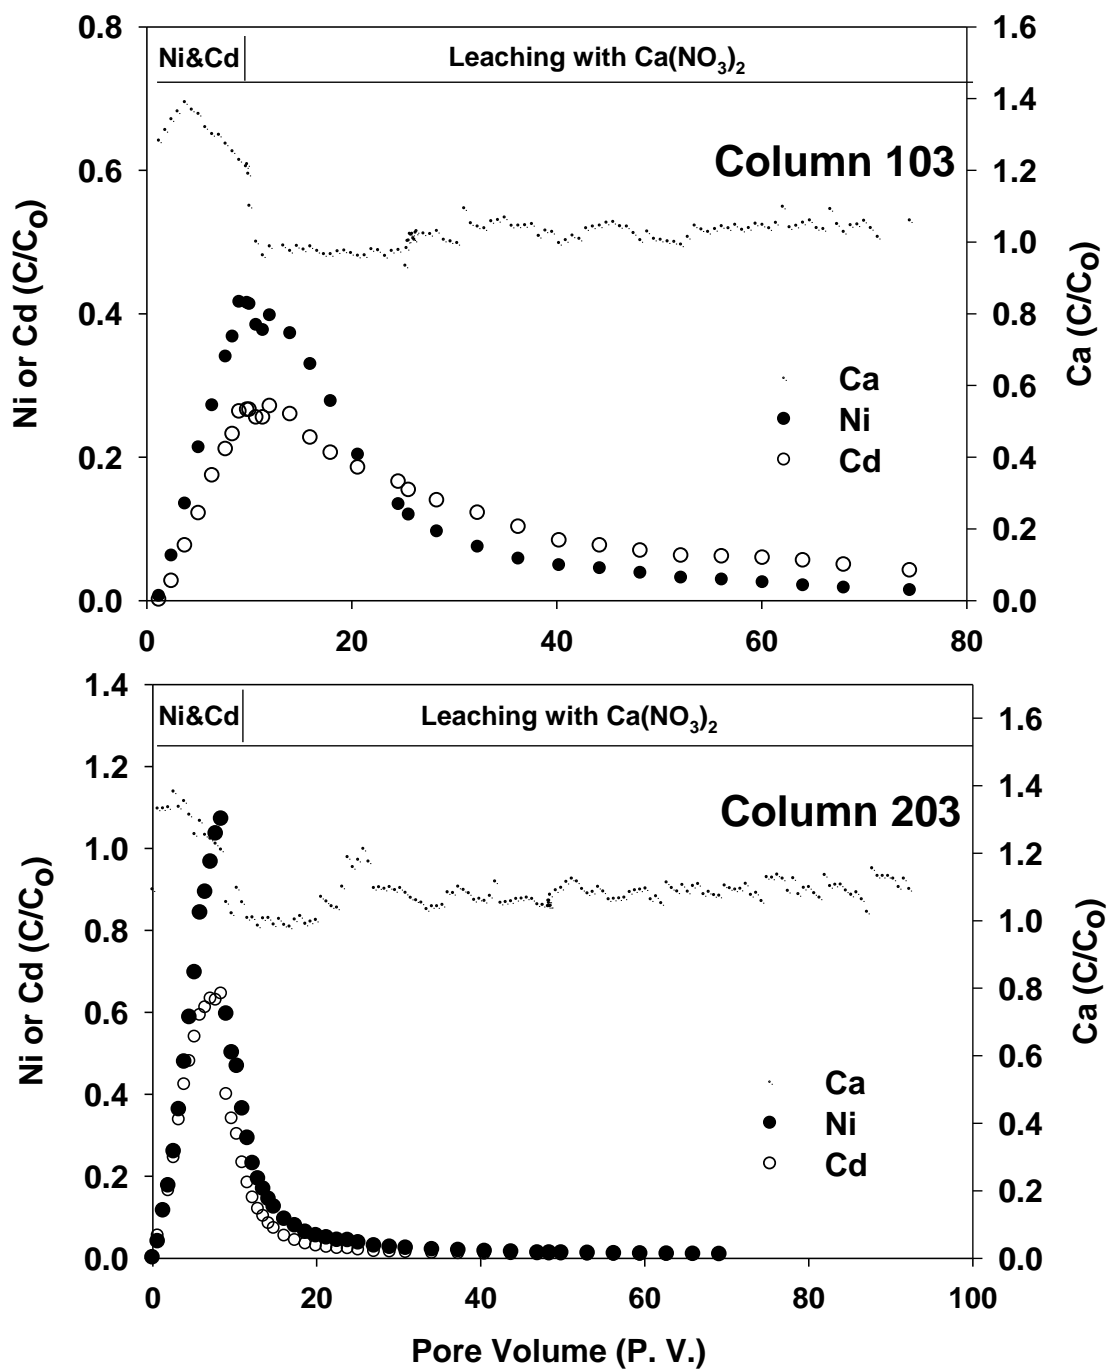 0.8
0.6
0.4
0.2
0.0
Ni or Cd (C/C₀)
Ni&Cd
Leaching with Ca(NO₃)₂
Column 103
Ca
Ni
Cd
1.6
1.4
1.2
1.0
0.8
0.6
0.4
0.2
0.0
Ca (C/C₀)
0 20 40 60 80
1.4
1.2
1.0
0.8
0.6
0.4
0.2
0.0
Ni or Cd (C/C₀)
Ni&Cd
Leaching with Ca(NO₃)₂
Column 203
Ca
Ni
Cd
1.6
1.4
1.2
1.0
0.8
0.6
0.4
0.2
0.0
Ca (C/C₀)
0 20 40 60 80 100
Pore Volume (P. V.)